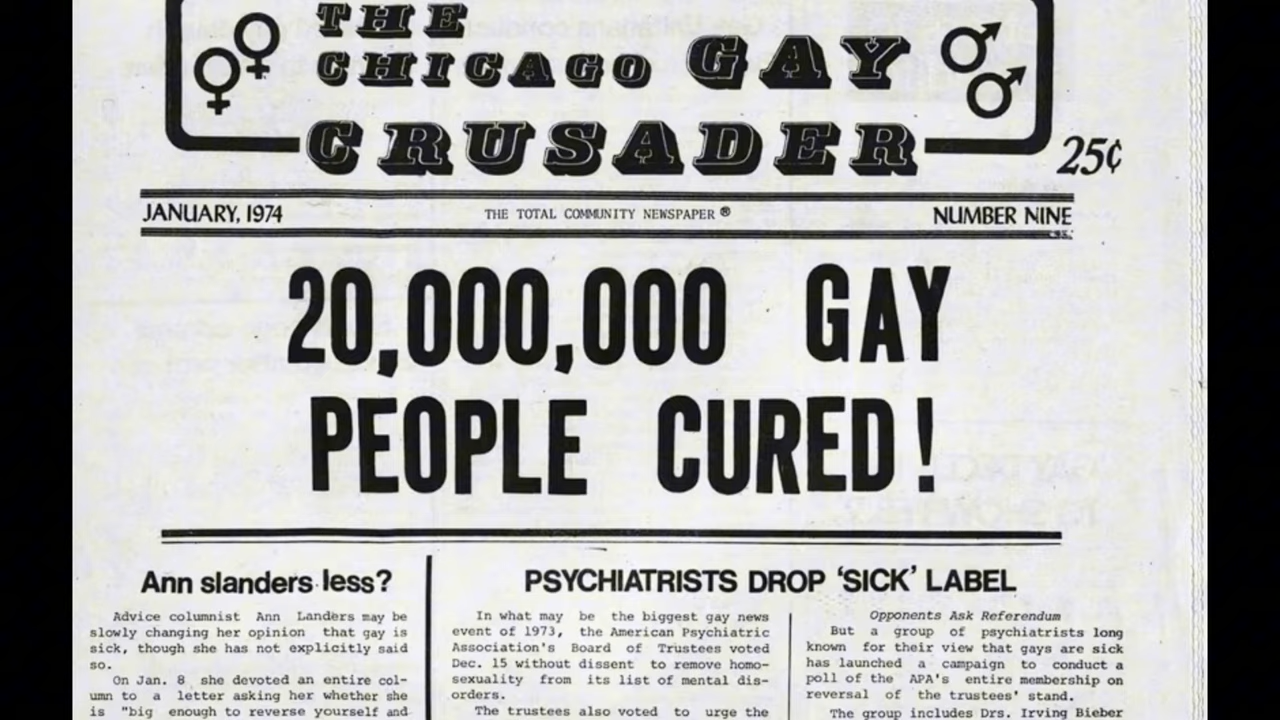 THE
CHICAGO GAY
CRUSADER
25¢
JANUARY, 1974
THE TOTAL COMMUNITY NEWSPAPER ®
NUMBER NINE
20,000,000 GAY
PEOPLE CURED!
Ann slanders less?
Advice columnist Ann Landers may be
slowly changing her opinion that gay is
sick, though she has not explicitly said
so.
On Jan. 8 she devoted an entire col-
umn to a letter asking her whether she
is "big enough to reverse yourself and
PSYCHIATRISTS DROP 'SICK' LABEL
In what may be the biggest gay news
event of 1973, the American Psychiatric
Association's Board of Trustees voted
Dec. 15 without dissent to remove homo-
sexuality from its list of mental dis-
orders.
The trustees also voted to urge the
Opponents Ask Referendum
But a group of psychiatrists long
known for their view that gays are sick
has launched a campaign to conduct a
poll of the APA's entire membership on
reversal of the trustees' stand.
The group includes Drs. Irving Bieber